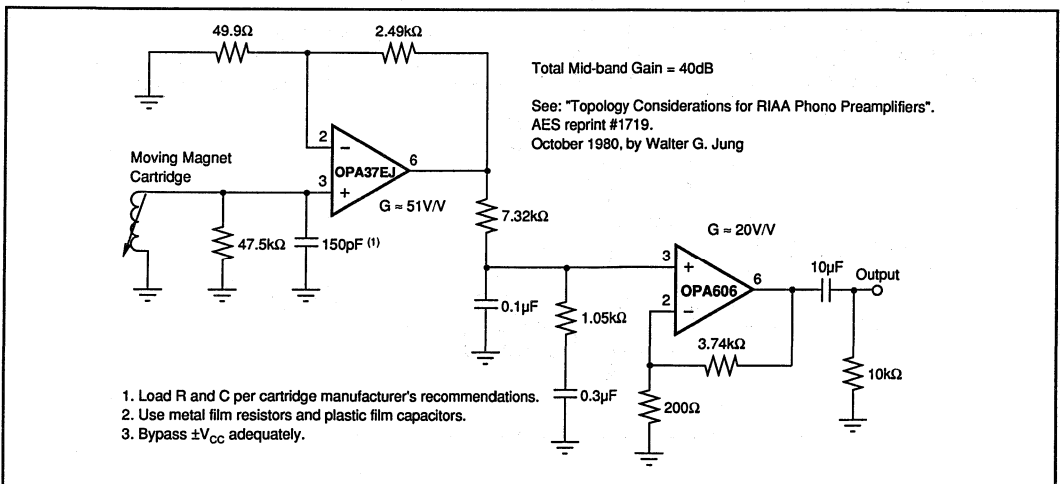 49.9Ω
2.49kΩ
Total Mid-band Gain = 40dB
See: "Topology Considerations for RIAA Phono Preamplifiers".
AES reprint #1719.
October 1980, by Walter G. Jung
Moving Magnet
Cartridge
2
−
OPA37EJ
6
3
+
G ≈ 51V/V
47.5kΩ
150pF (1)
7.32kΩ
G ≈ 20V/V
3
+
OPA606
6
2
−
10μF
Output
0.1μF
1.05kΩ
3.74kΩ
10kΩ
0.3μF
200Ω
1. Load R and C per cartridge manufacturer's recommendations.
2. Use metal film resistors and plastic film capacitors.
3. Bypass ±VCC adequately.